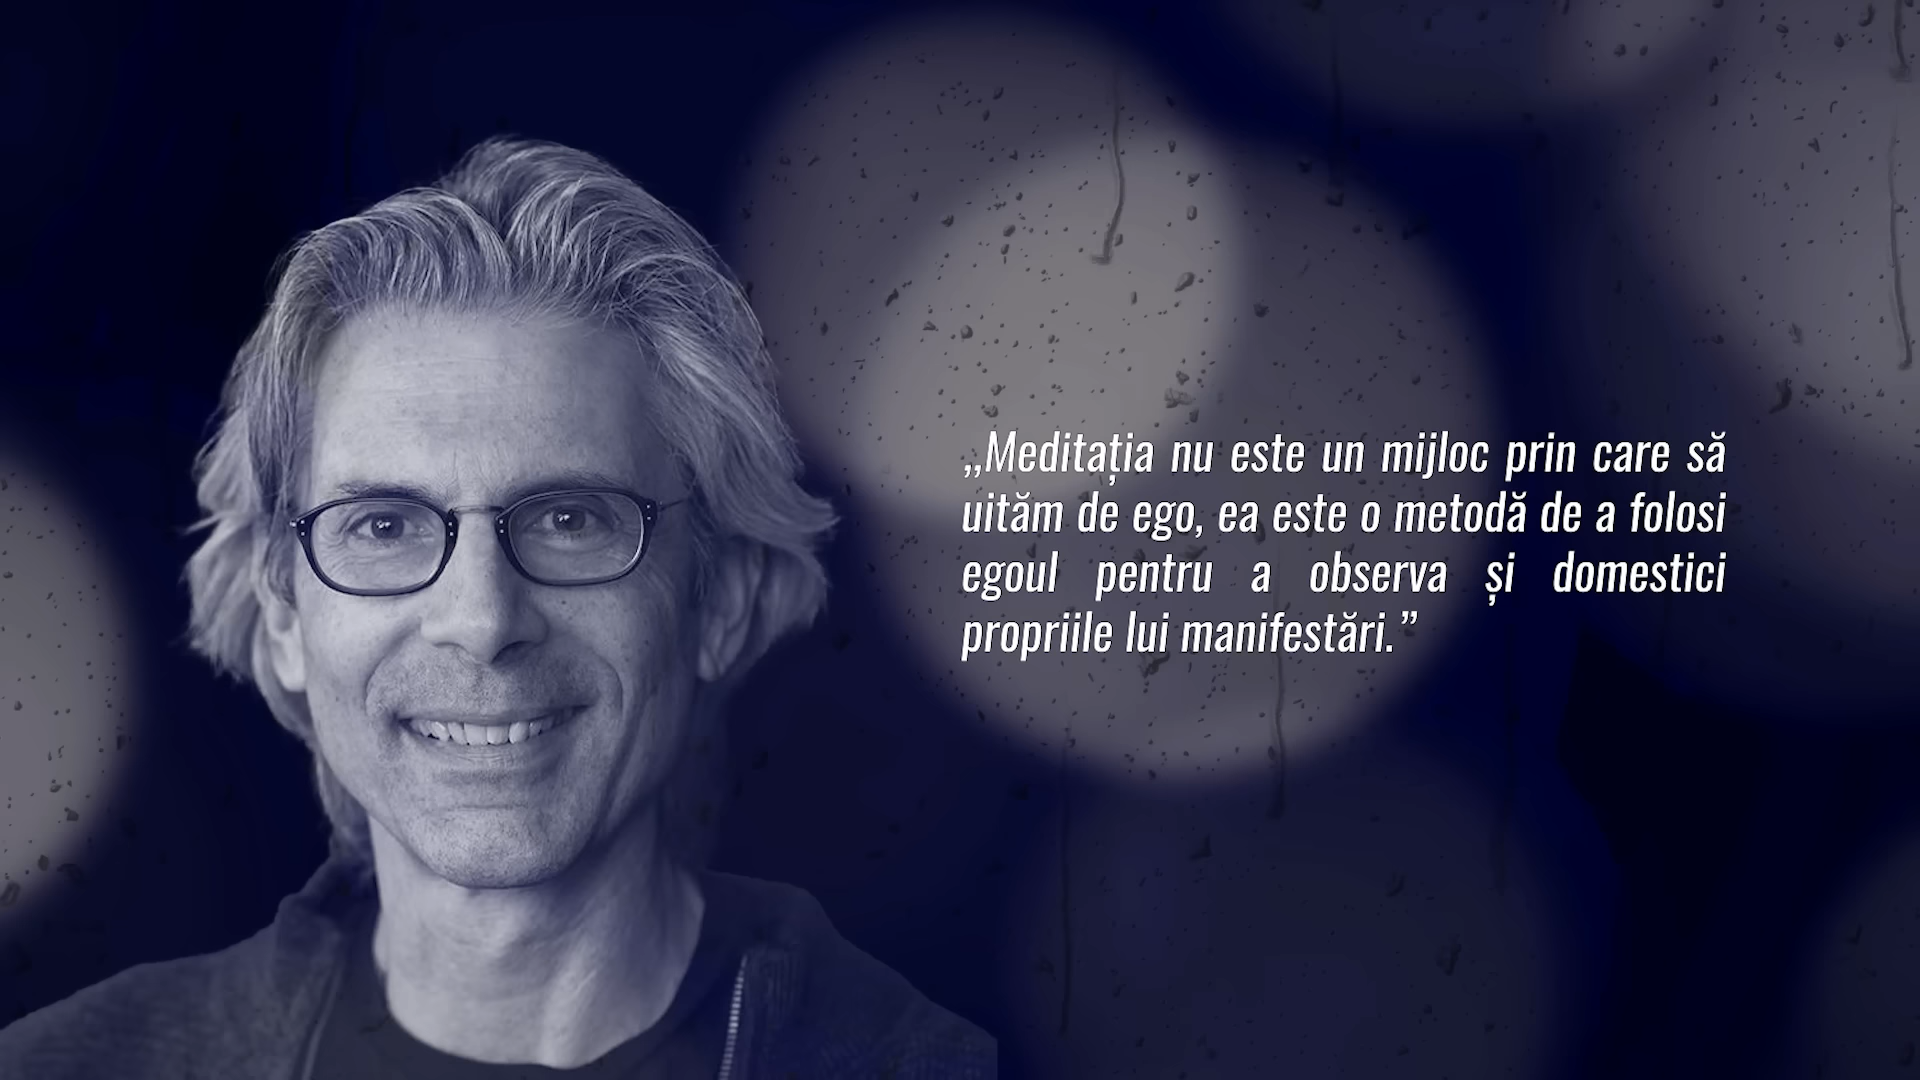 „Meditația nu este un mijloc prin care să
uităm de ego, ea este o metodă de a folosi
egoul pentru a observa și domestici
propriile lui manifestări.”